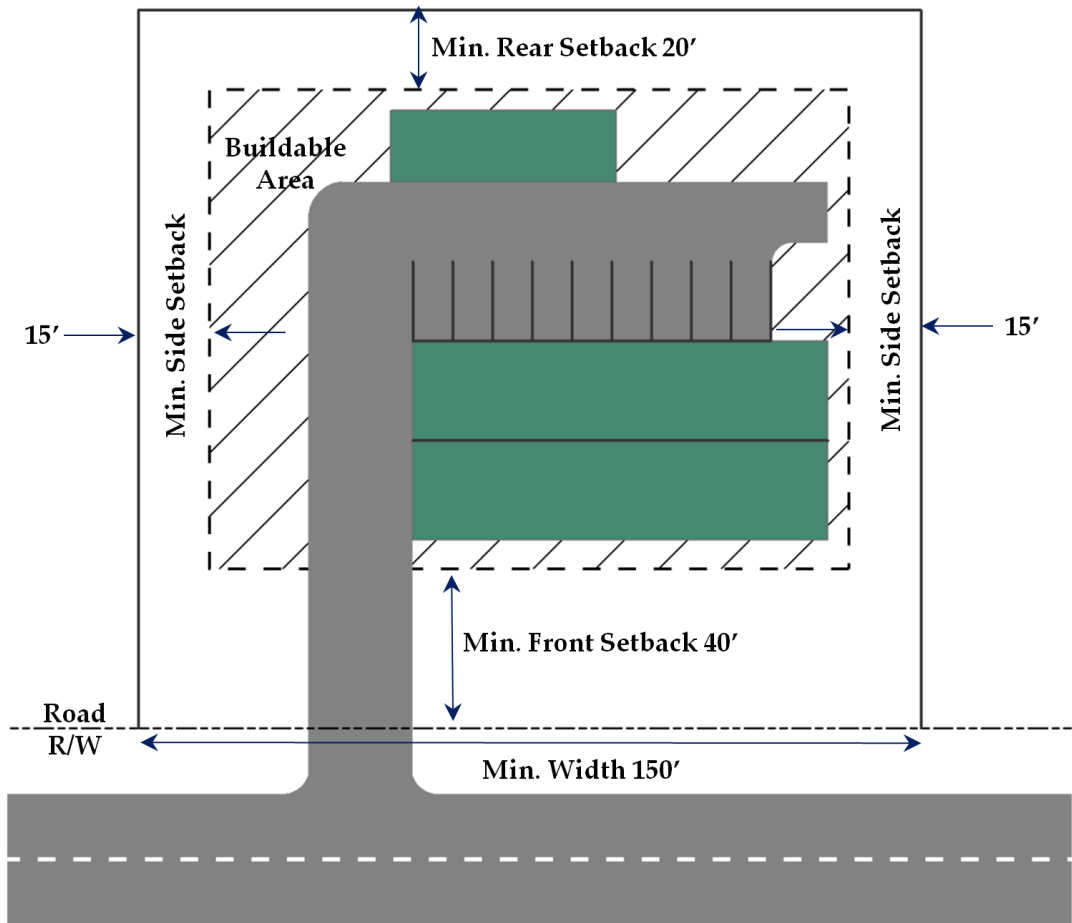 Min. Rear Setback 20’
Buildable
Area
Min. Side Setback
Min. Side Setback
15’
15’
Min. Front Setback 40’
Road
R/W
Min. Width 150’